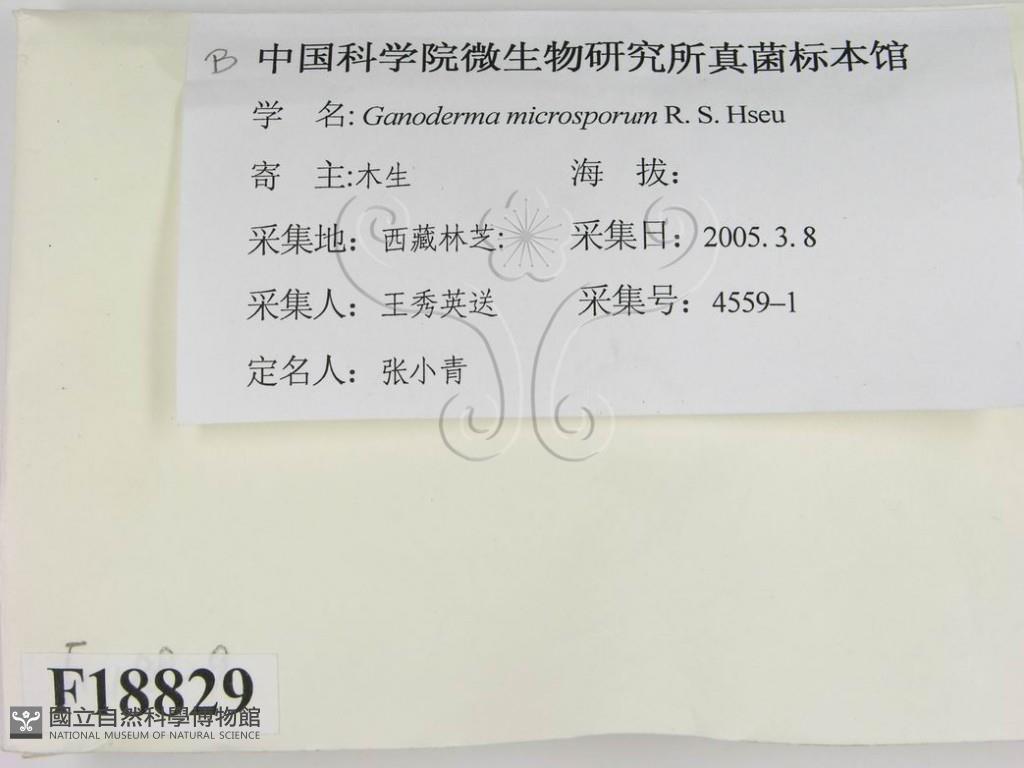 B 中国科学院微生物研究所真菌标本馆
学 名: Ganoderma microsporum R. S. Hseu
寄 主:木生 海 拔：
采集地：西藏林芝: 采集日：2005. 3. 8
采集人：王秀英送 采集号：4559–1
定名人：张小青
F18829
國立自然科學博物館
NATIONAL MUSEUM OF NATURAL SCIENCE